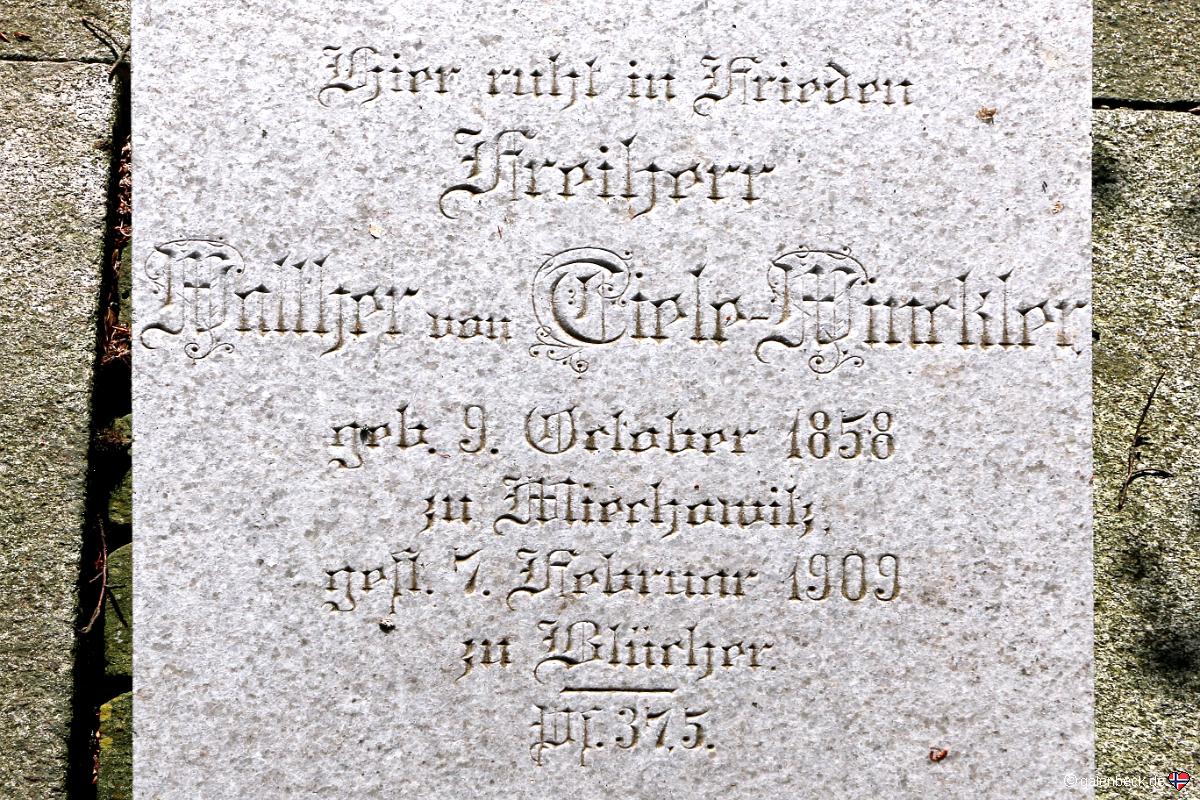 Hier ruht in Frieden
Freiherr
Walther von Tiele-Winckler,
geb. 9. October 1858
zu Miechowitz,
gest. 7. Februar 1909
zu Blücher.
Ps. 37.5.
©galenbeck.de